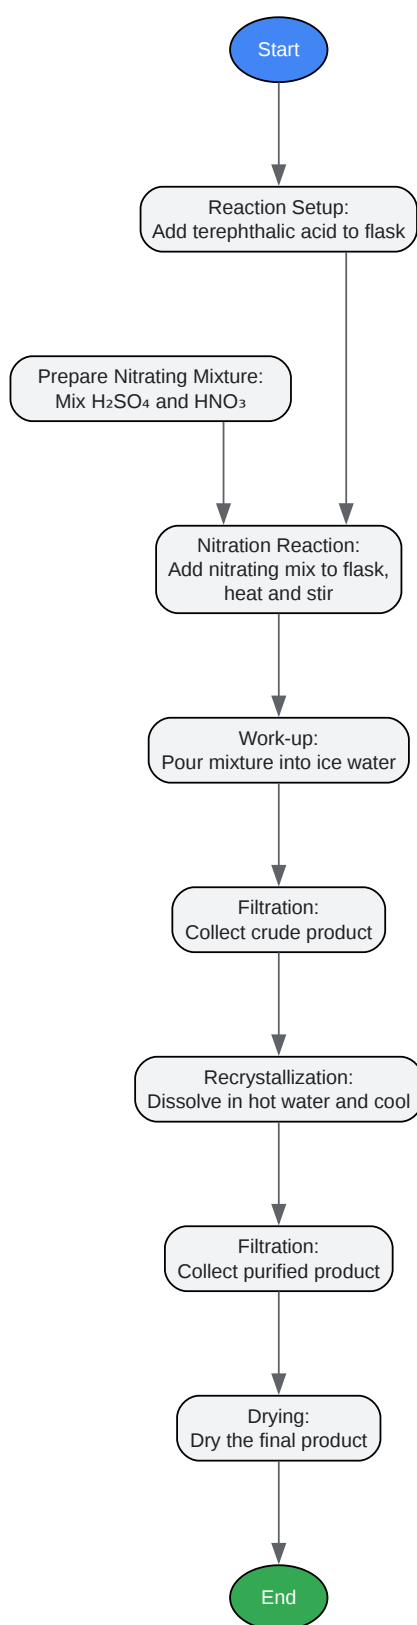 Start
Reaction Setup:
Add terephthalic acid to flask
Prepare Nitrating Mixture:
Mix H₂SO₄ and HNO₃
Nitration Reaction:
Add nitrating mix to flask,
heat and stir
Work-up:
Pour mixture into ice water
Filtration:
Collect crude product
Recrystallization:
Dissolve in hot water and cool
Filtration:
Collect purified product
Drying:
Dry the final product
End